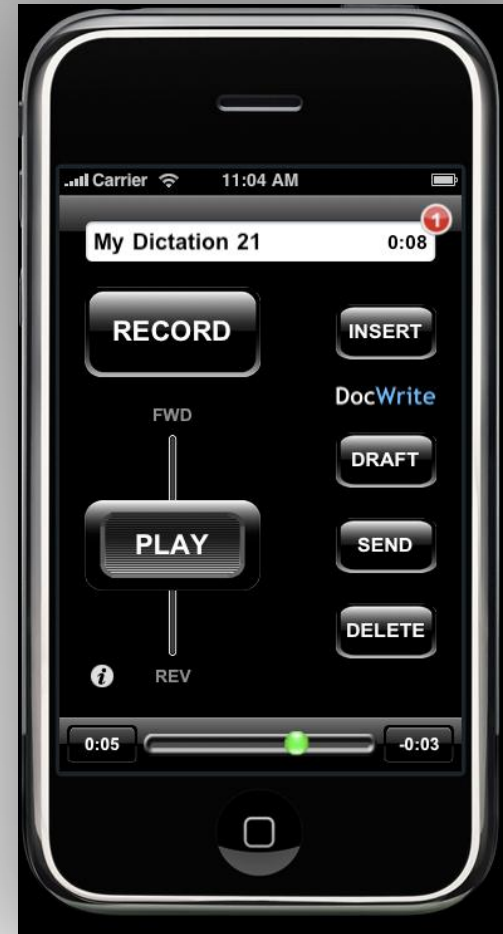 Carrier 11:04 AM
1
My Dictation 21 0:08
RECORD
INSERT
DocWrite
FWD
DRAFT
PLAY
SEND
DELETE
i REV
0:05 -0:03